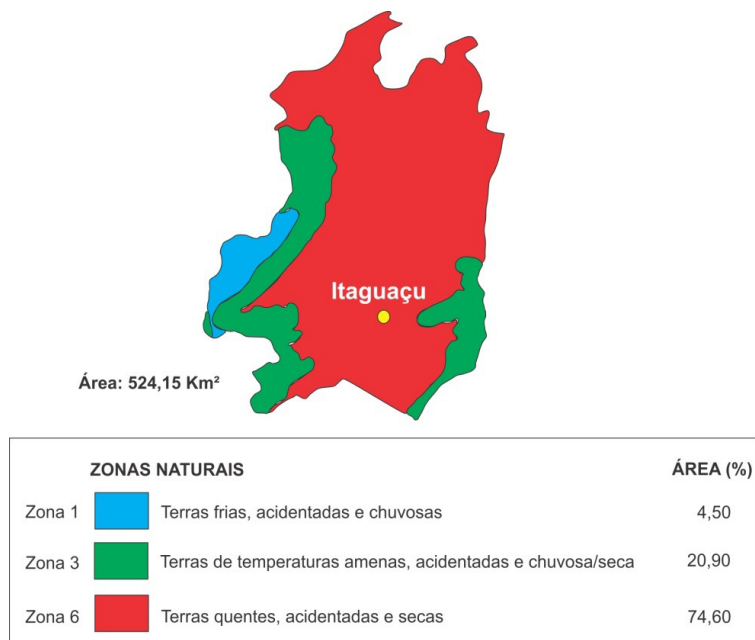 Itaguaçu
Área: 524,15 Km²
ZONAS NATURAIS ÁREA (%)
Zona 1 Terras frias, acidentadas e chuvosas 4,50
Zona 3 Terras de temperaturas amenas, acidentadas e chuvosa/seca 20,90
Zona 6 Terras quentes, acidentadas e secas 74,60